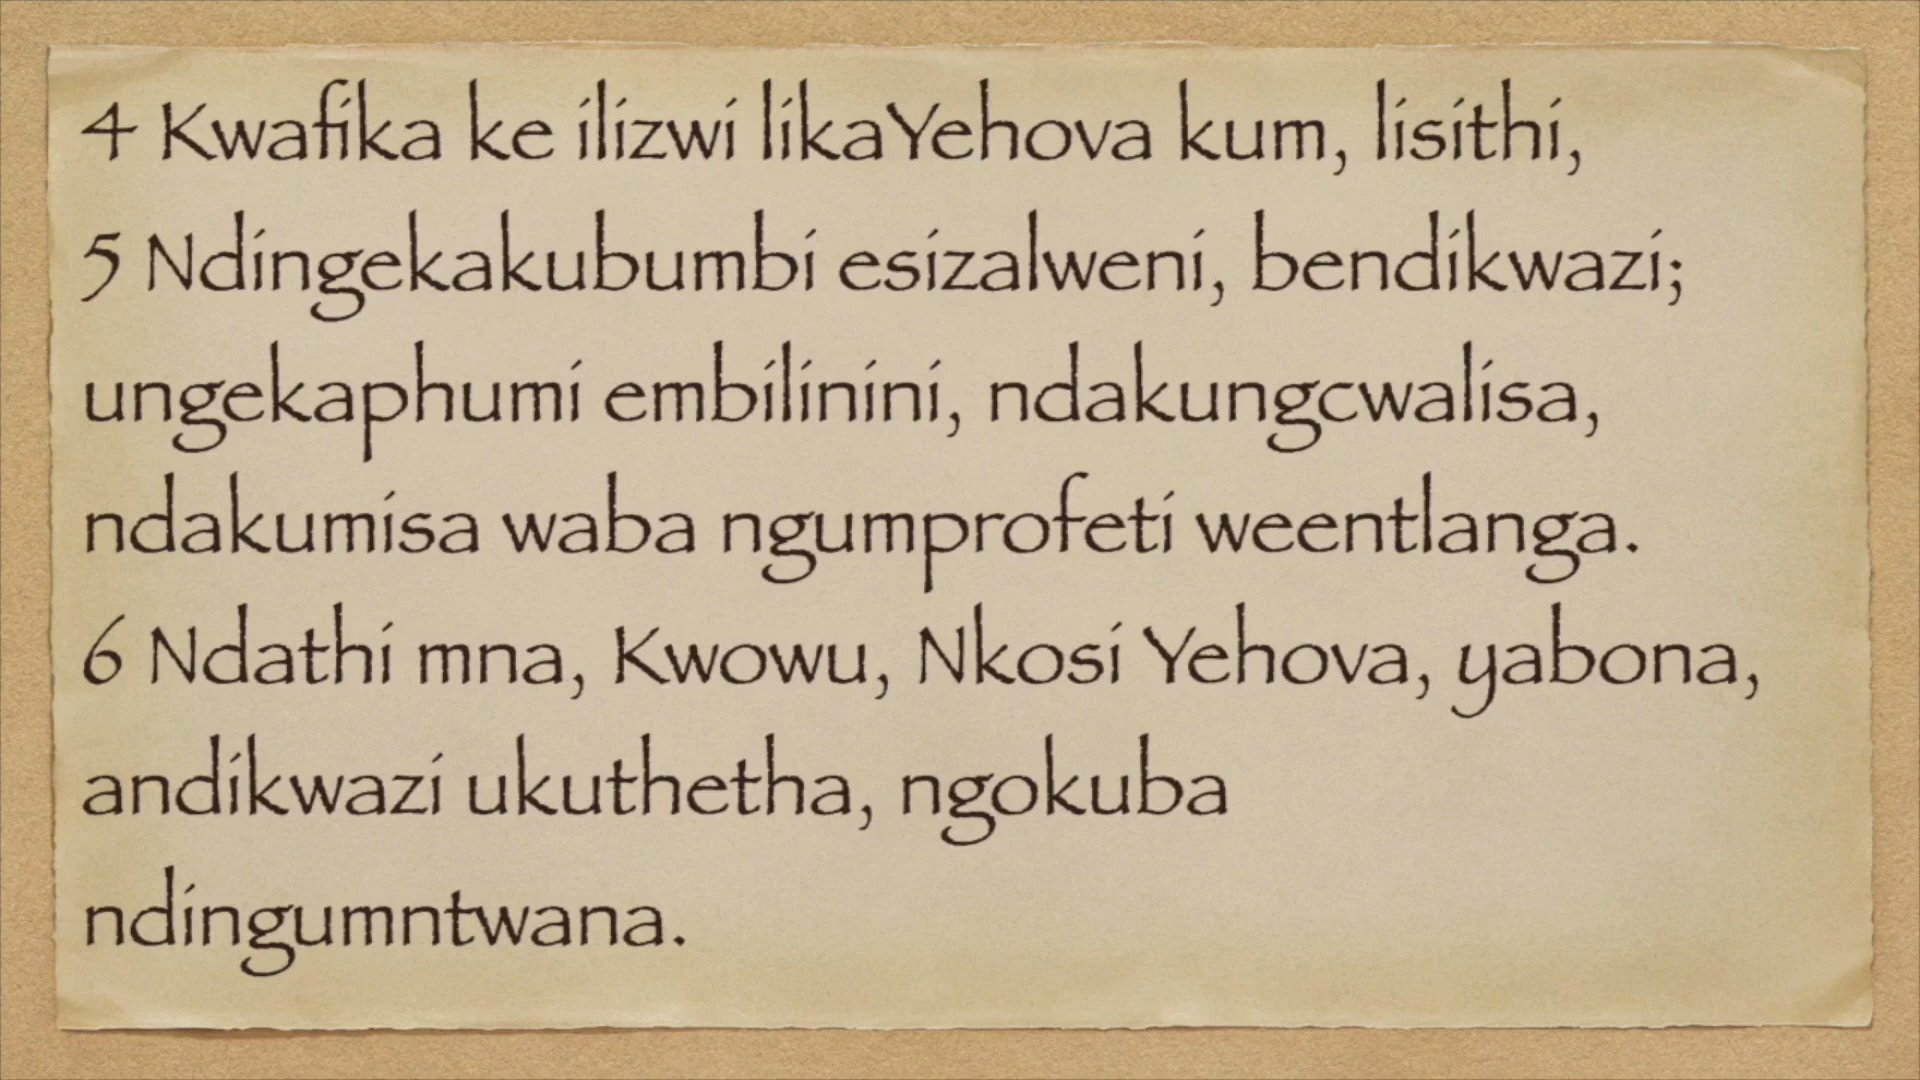 4 Kwafika ke ilizwi likaYehova kum, lisithi,
5 Ndingekakubumbi esizalweni, bendikwazi;
ungekaphumi embilinini, ndakungcwalisa,
ndakumisa waba ngumprofeti weentlanga.
6 Ndathi mna, Kwowu, Nkosi Yehova, yabona,
andikwazi ukuthetha, ngokuba
ndingumntwana.